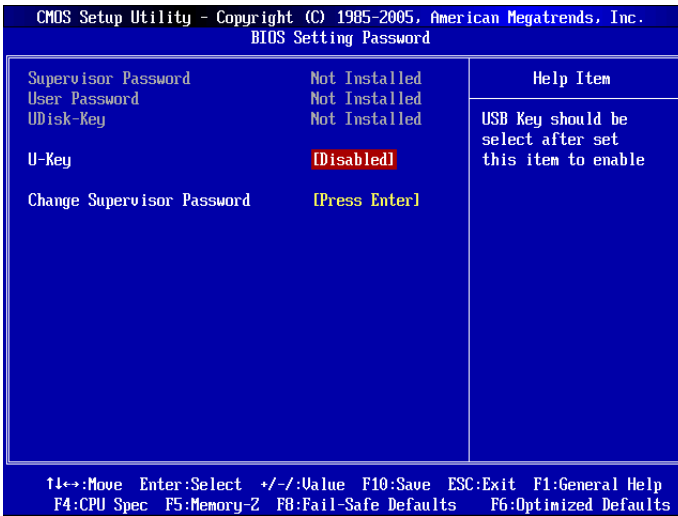 CMOS Setup Utility - Copyright (C) 1985-2005, American Megatrends, Inc.
BIOS Setting Password
Supervisor Password Not Installed
User Password Not Installed
UDisk-Key Not Installed
U-Key [Disabled]
Change Supervisor Password [Press Enter]
Help Item
USB Key should be
select after set
this item to enable
↑↓↔:Move Enter:Select +/-/:Value F10:Save ESC:Exit F1:General Help
F4:CPU Spec F5:Memory-Z F8:Fail-Safe Defaults F6:Optimized Defaults